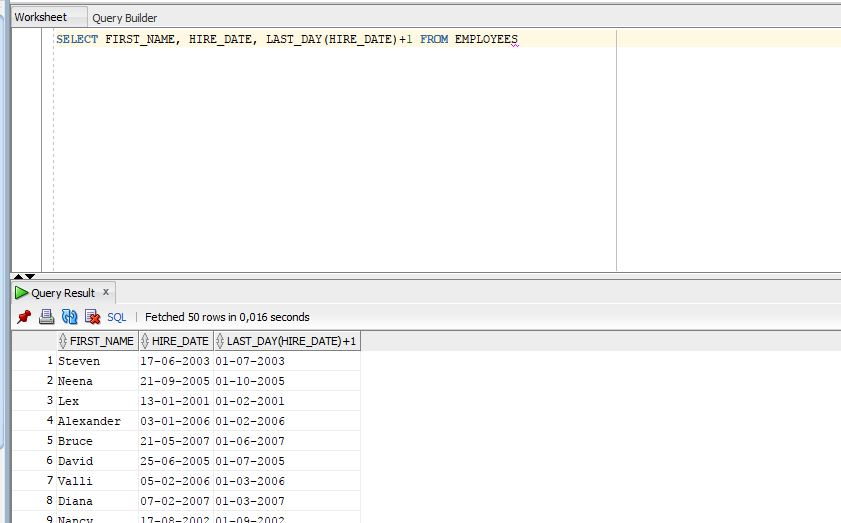 Worksheet Query Builder
SELECT FIRST_NAME, HIRE_DATE, LAST_DAY(HIRE_DATE)+1 FROM EMPLOYEES
Query Result x
SQL | Fetched 50 rows in 0,016 seconds
FIRST_NAME HIRE_DATE LAST_DAY(HIRE_DATE)+1
1 Steven 17-06-2003 01-07-2003
2 Neena 21-09-2005 01-10-2005
3 Lex 13-01-2001 01-02-2001
4 Alexander 03-01-2006 01-02-2006
5 Bruce 21-05-2007 01-06-2007
6 David 25-06-2005 01-07-2005
7 Valli 05-02-2006 01-03-2006
8 Diana 07-02-2007 01-03-2007
9 Nancy 17-08-2002 01-09-2002